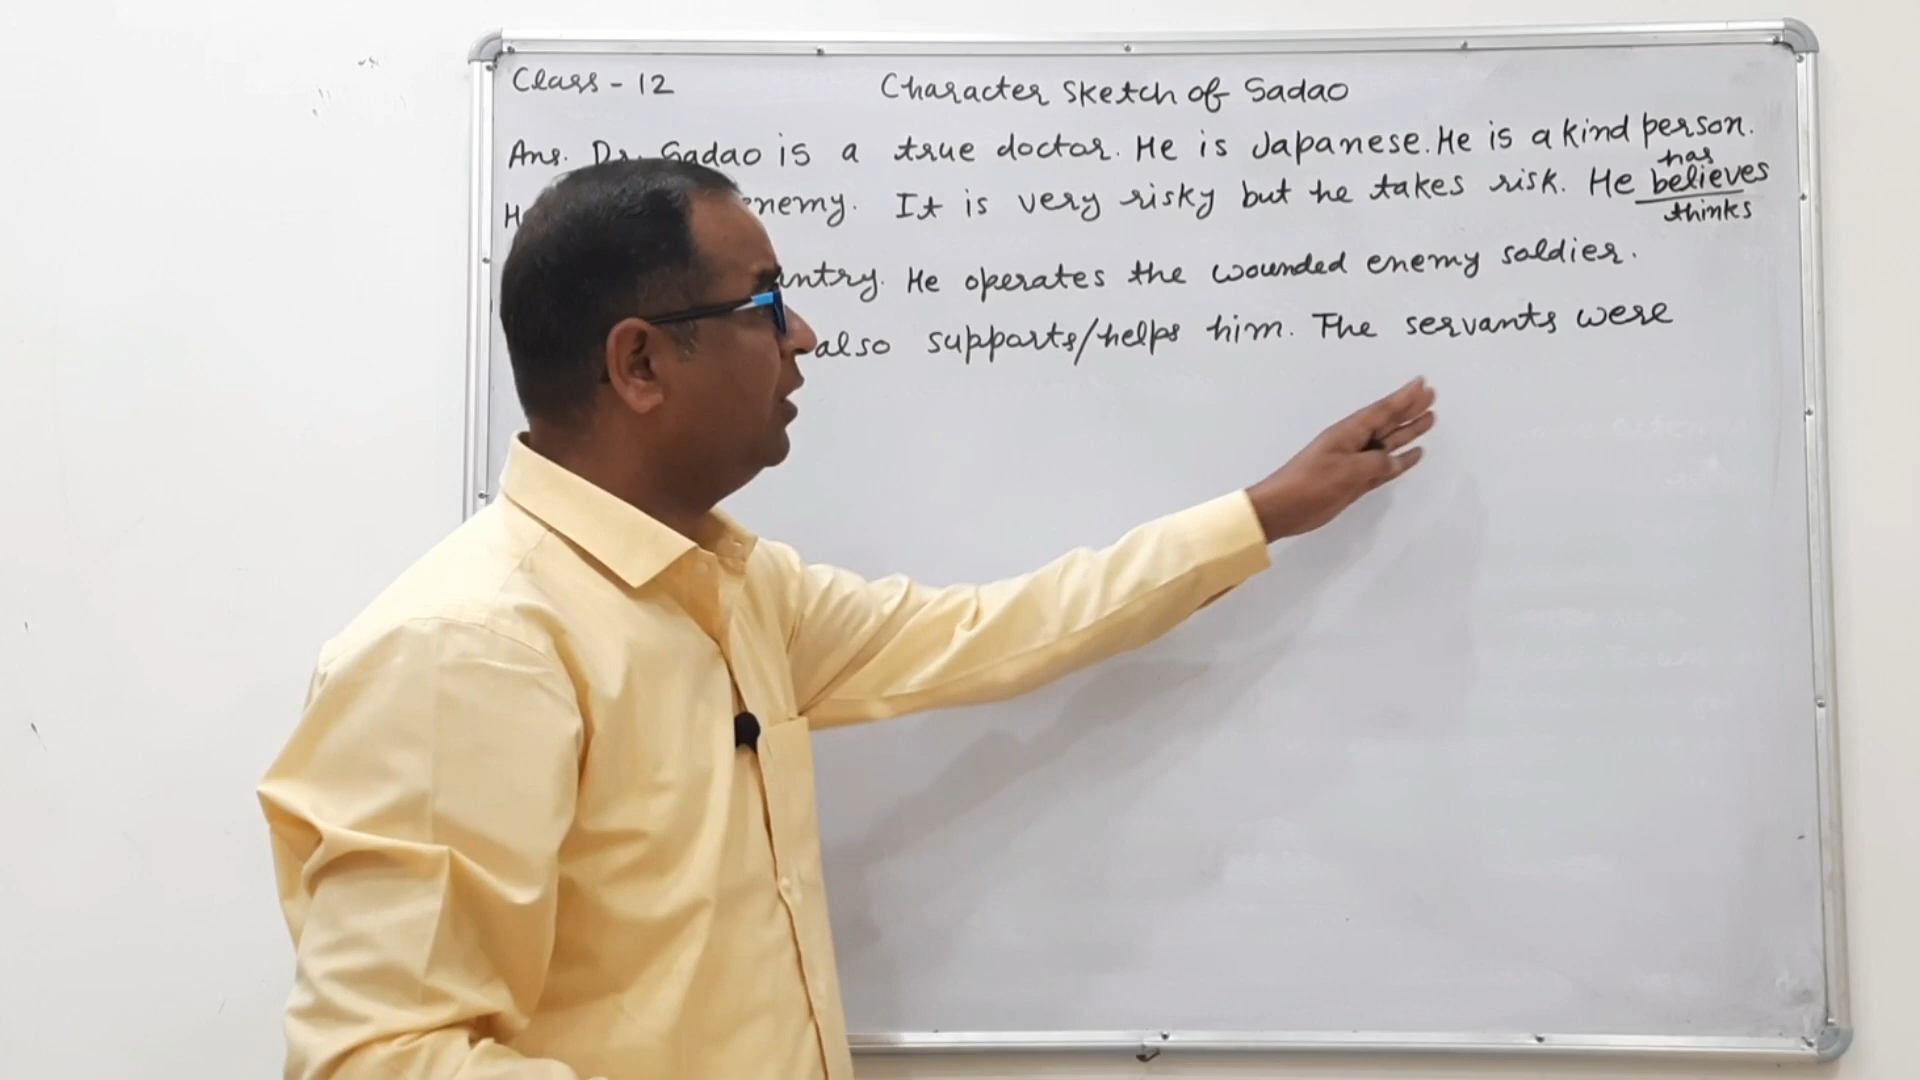 Class - 12 Character Sketch of Sadao
Ans. Dr. Sadao is a true doctor. He is Japanese. He is a kind person.
has
enemy. It is very risky but he takes risk. He believes
thinks
He operates the wounded enemy soldier.
also supports/helps him. The servants were